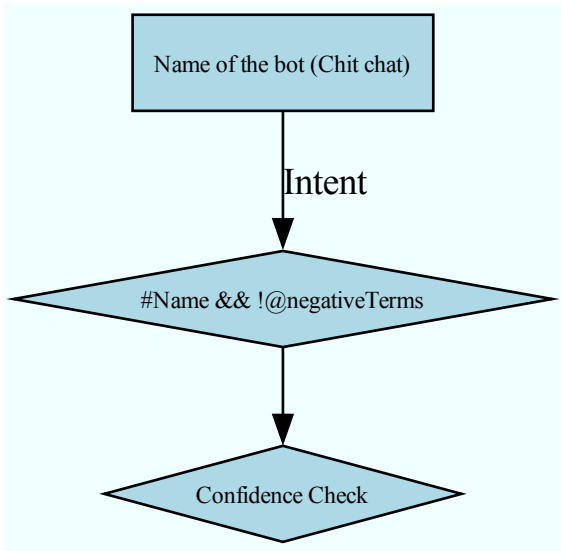 Name of the bot (Chit chat)
Intent
#Name && !@negativeTerms
Confidence Check